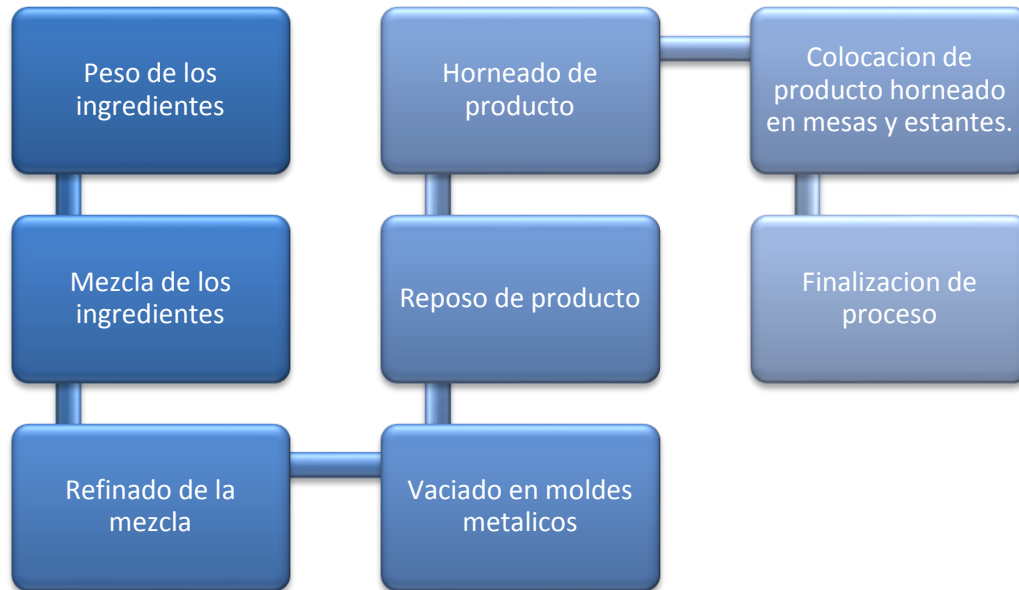 Peso de los
ingredientes
Mezcla de los
ingredientes
Refinado de la
mezcla
Vaciado en moldes
metalicos
Reposo de producto
Horneado de
producto
Colocacion de
producto horneado
en mesas y estantes.
Finalizacion de
proceso